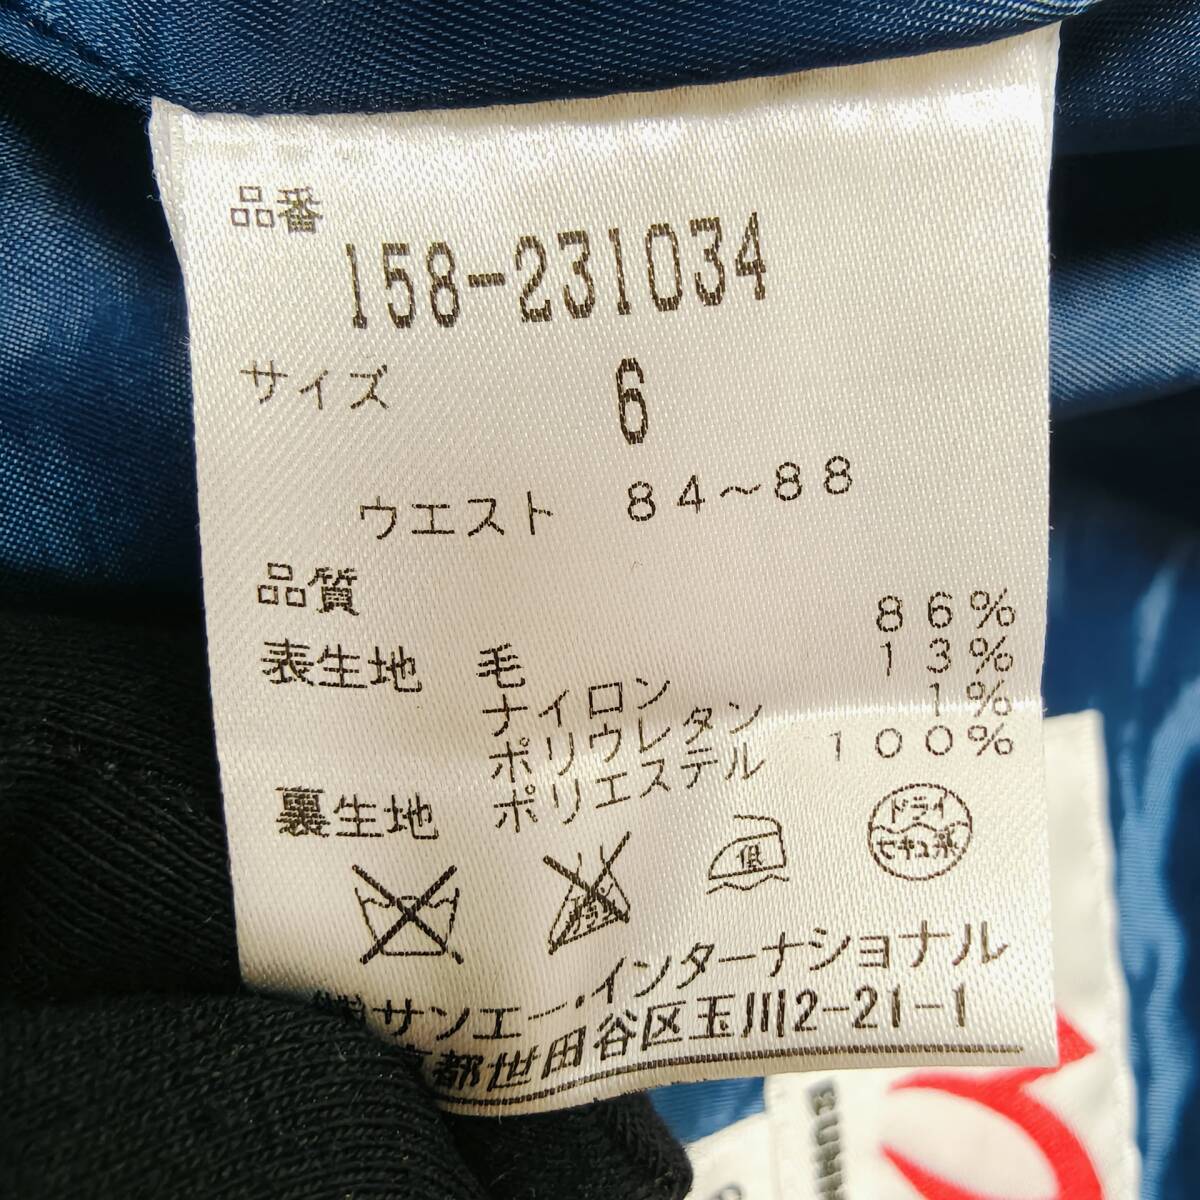 品番
158-231034
サイズ 6
ウエスト 84～88
品質
表生地 毛 86%
ナイロン 13%
ポリウレタン 1%
裏生地 ポリエステル 100%
低
ドライ
セキユ系
㈱サンエー・インターナショナル
京都世田谷区玉川2-21-1